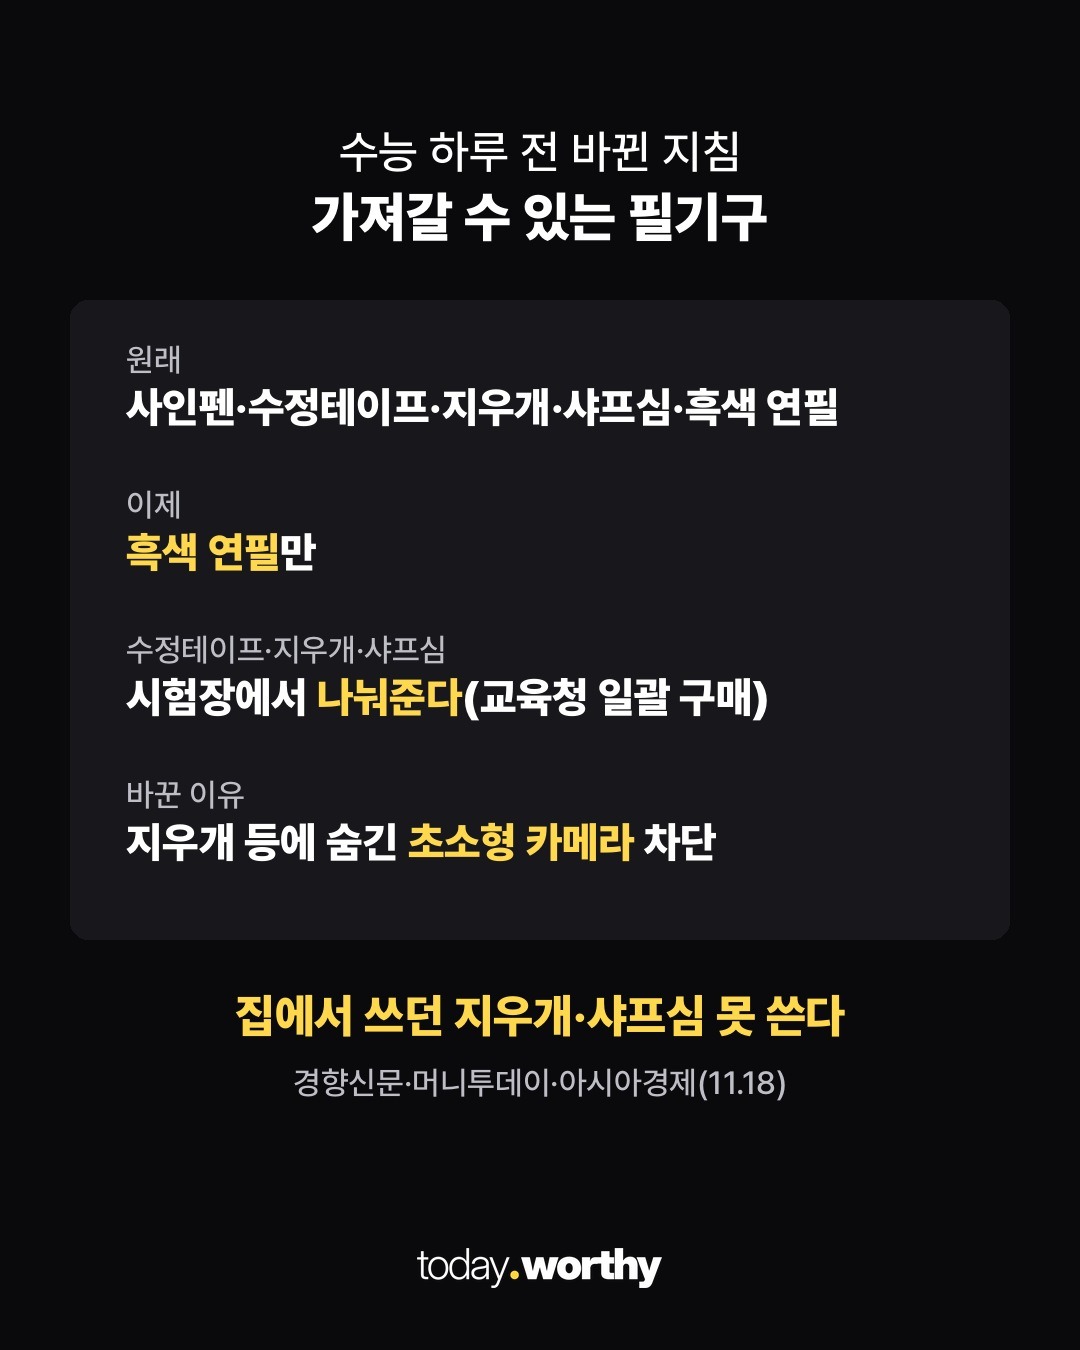 수능 하루 전 바뀐 지침
가져갈 수 있는 필기구
원래
사인펜·수정테이프·지우개·샤프심·흑색 연필
이제
흑색 연필만
수정테이프·지우개·샤프심
시험장에서 나눠준다(교육청 일괄 구매)
바꾼 이유
지우개 등에 숨긴 초소형 카메라 차단
집에서 쓰던 지우개·샤프심 못 쓴다
경향신문·머니투데이·아시아경제(11.18)
today.worthy